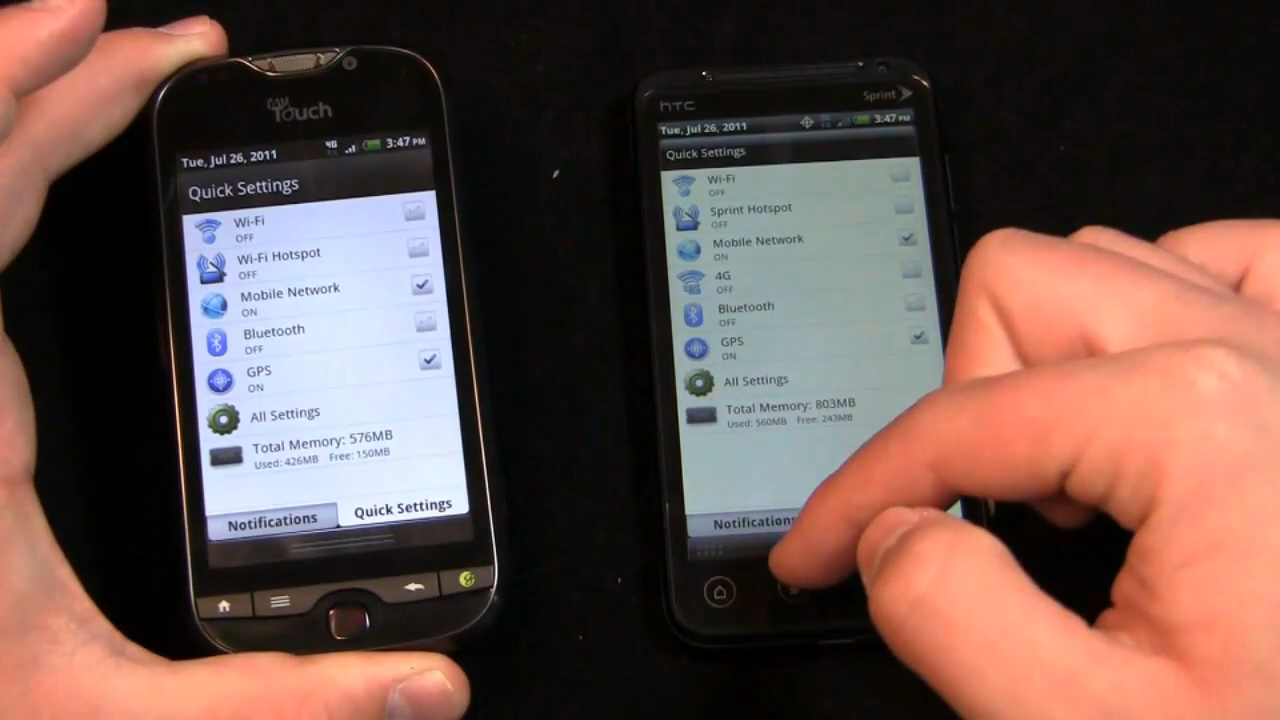 my
Touch
Tue, Jul 26, 2011
4G
3:47 PM
Quick Settings
Wi-Fi
OFF
Wi-Fi Hotspot
OFF
Mobile Network
ON
Bluetooth
OFF
GPS
ON
All Settings
Total Memory: 576MB
Used: 426MB Free: 150MB
Notifications
Quick Settings
hTC
Sprint
Tue, Jul 26, 2011
3:47 PM
Quick Settings
Wi-Fi
OFF
Sprint Hotspot
OFF
Mobile Network
ON
4G
OFF
Bluetooth
OFF
GPS
ON
All Settings
Total Memory: 803MB
Used: 560MB Free: 243MB
Notifications